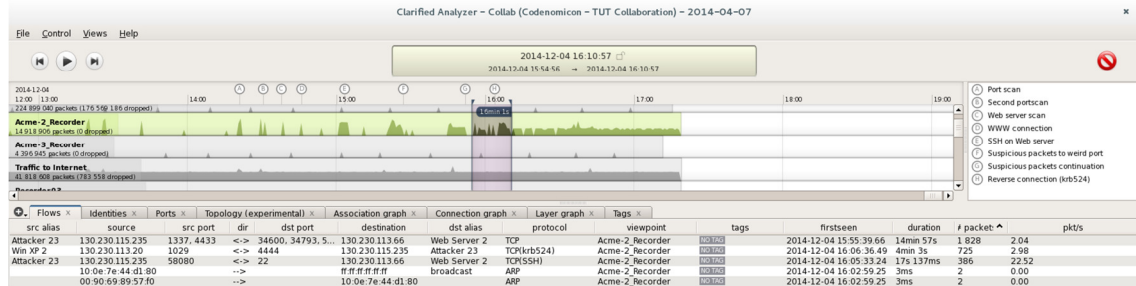 Clarified Analyzer – Collab (Codenomicon – TUT Collaboration) – 2014-04-07
File Control Views Help
2014-12-04 16:10:57
2014-12-04 15:54:56 → 2014-12-04 16:10:57
2014-12-04
A B C D E F G H
12:00 13:00 14:00 15:00 16:00 17:00 18:00 19:00
224 899 040 packets (176 569 186 dropped)
16min 1s
Acme-2_Recorder
14 918 906 packets (0 dropped)
Acme-3_Recorder
4 396 945 packets (0 dropped)
Traffic to Internet
41 818 608 packets (783 558 dropped)
Recorder03
A Port scan
B Second portscan
C Web server scan
D WWW connection
E SSH on Web server
F Suspicious packets to weird port
G Suspicious packets continuation
H Reverse connection (krb524)
Flows x Identities x Ports x Topology (experimental) x Association graph x Connection graph x Layer graph x Tags x
src alias source src port dir dst port destination dst alias protocol viewpoint tags firstseen duration packets pkt/s
Attacker 23 130.230.115.235 1337, 4433 <-> 34600, 34793, 5... 130.230.113.66 Web Server 2 TCP Acme-2_Recorder NO TAG 2014-12-04 15:55:39.66 14min 57s 1 828 2.04
Win XP 2 130.230.113.20 1029 <-> 4444 130.230.115.235 Attacker 23 TCP(krb524) Acme-2_Recorder NO TAG 2014-12-04 16:06:36.49 4min 3s 725 2.98
Attacker 23 130.230.115.235 58080 <-> 22 130.230.113.66 Web Server 2 TCP(SSH) Acme-2_Recorder NO TAG 2014-12-04 16:05:33.24 17s 137ms 386 22.52
10:0e:7e:44:d1:80 --> ff:ff:ff:ff:ff:ff broadcast ARP Acme-2_Recorder NO TAG 2014-12-04 16:02:59.25 3ms 2 0.00
00:90:69:89:57:f0 --> 10:0e:7e:44:d1:80 ARP Acme-2_Recorder NO TAG 2014-12-04 16:02:59.25 3ms 2 0.00